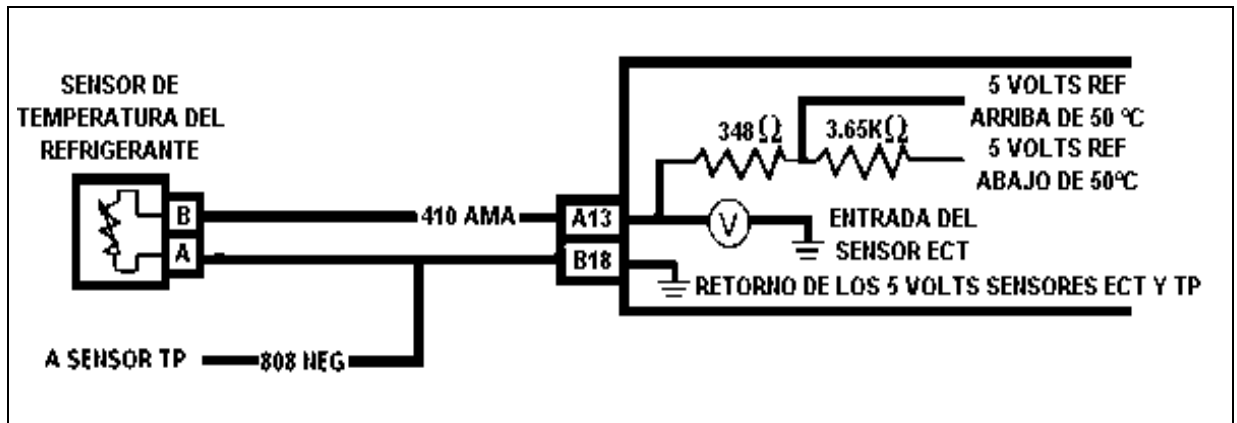 SENSOR DE
TEMPERATURA DEL
REFRIGERANTE
B
A
410 AMA
A13
B18
348 Ω
3.65KΩ
5 VOLTS REF
ARRIBA DE 50 °C
5 VOLTS REF
ABAJO DE 50°C
V
ENTRADA DEL
SENSOR ECT
RETORNO DE LOS 5 VOLTS SENSORES ECT Y TP
A SENSOR TP
808 NEG